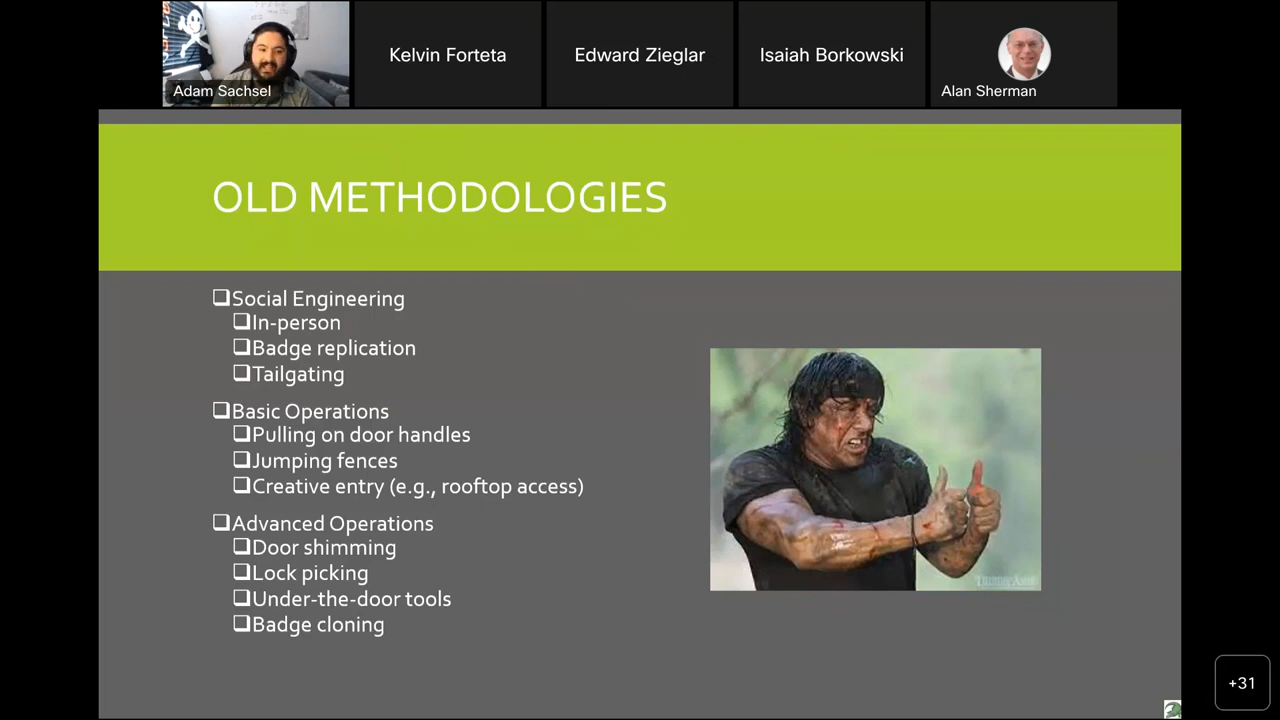 Adam Sachsel
Kelvin Forteta
Edward Zieglar
Isaiah Borkowski
Alan Sherman
OLD METHODOLOGIES
❑Social Engineering
❑In-person
❑Badge replication
❑Tailgating
❑Basic Operations
❑Pulling on door handles
❑Jumping fences
❑Creative entry (e.g., rooftop access)
❑Advanced Operations
❑Door shimming
❑Lock picking
❑Under-the-door tools
❑Badge cloning
+31